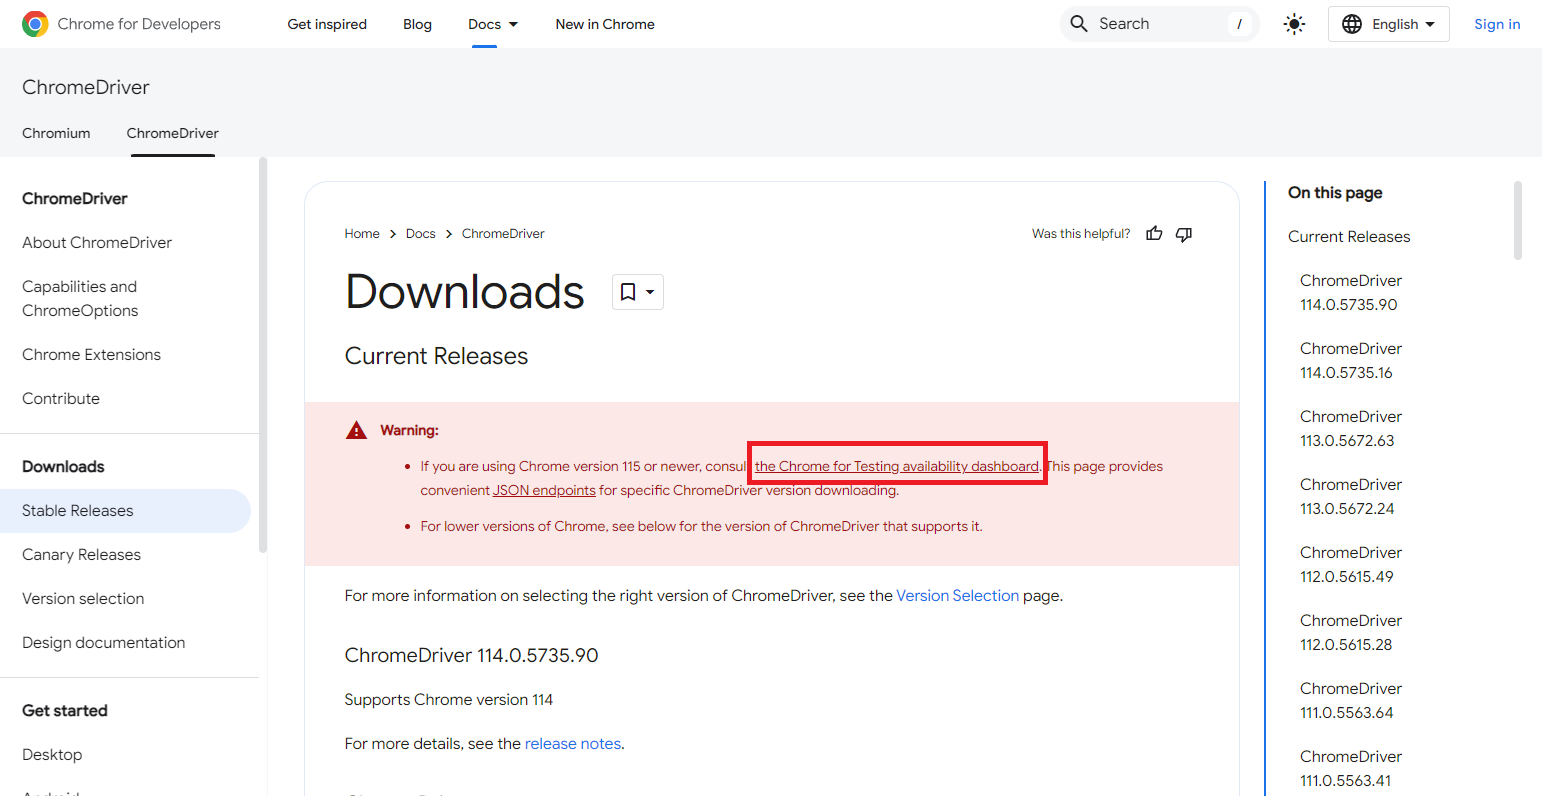 Chrome for Developers
Get inspired
Blog
Docs
New in Chrome
Search
/
English
Sign in
ChromeDriver
Chromium
ChromeDriver
ChromeDriver
About ChromeDriver
Capabilities and
ChromeOptions
Chrome Extensions
Contribute
Downloads
Stable Releases
Canary Releases
Version selection
Design documentation
Get started
Desktop
Home
Docs
ChromeDriver
Was this helpful?
Downloads
Current Releases
Warning:
If you are using Chrome version 115 or newer, consul the Chrome for Testing availability dashboard. This page provides
convenient JSON endpoints for specific ChromeDriver version downloading.
For lower versions of Chrome, see below for the version of ChromeDriver that supports it.
For more information on selecting the right version of ChromeDriver, see the Version Selection page.
ChromeDriver 114.0.5735.90
Supports Chrome version 114
For more details, see the release notes.
On this page
Current Releases
ChromeDriver
114.0.5735.90
ChromeDriver
114.0.5735.16
ChromeDriver
113.0.5672.63
ChromeDriver
113.0.5672.24
ChromeDriver
112.0.5615.49
ChromeDriver
112.0.5615.28
ChromeDriver
111.0.5563.64
ChromeDriver
111.0.5563.41